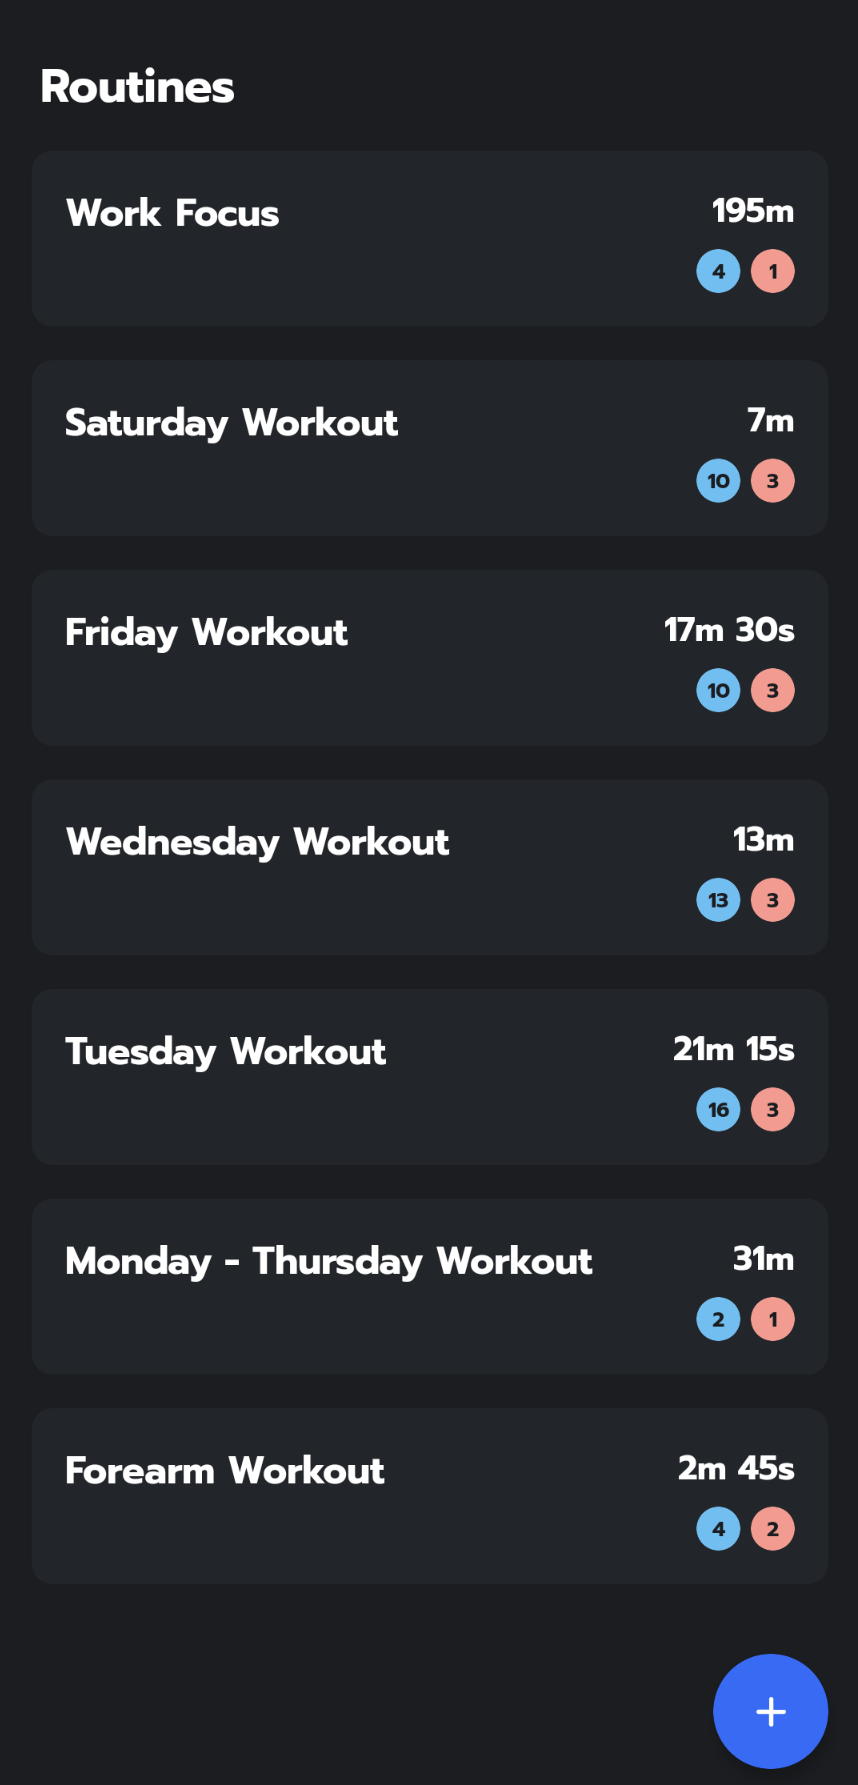 Routines
Work Focus 195m
4 1
Saturday Workout 7m
10 3
Friday Workout 17m 30s
10 3
Wednesday Workout 13m
13 3
Tuesday Workout 21m 15s
16 3
Monday - Thursday Workout 31m
2 1
Forearm Workout 2m 45s
4 2
+